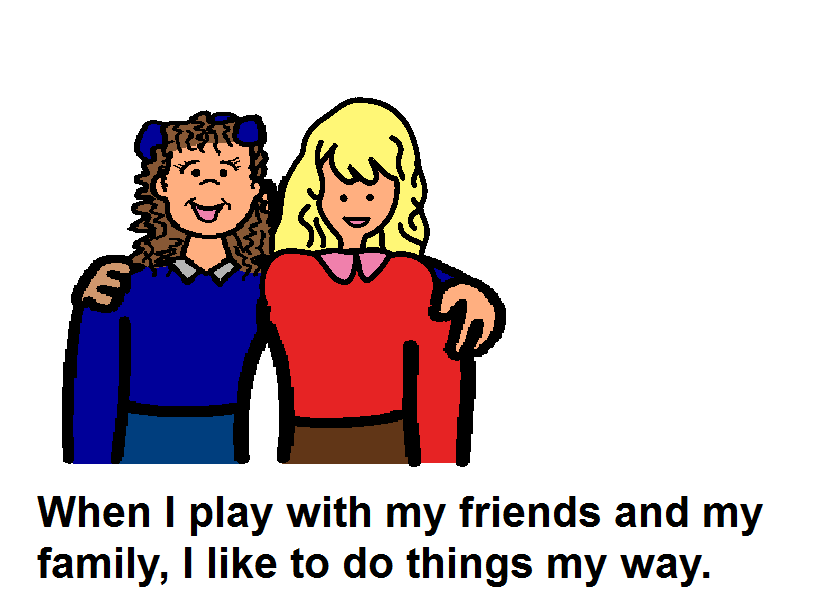 When I play with my friends and my
family, I like to do things my way.